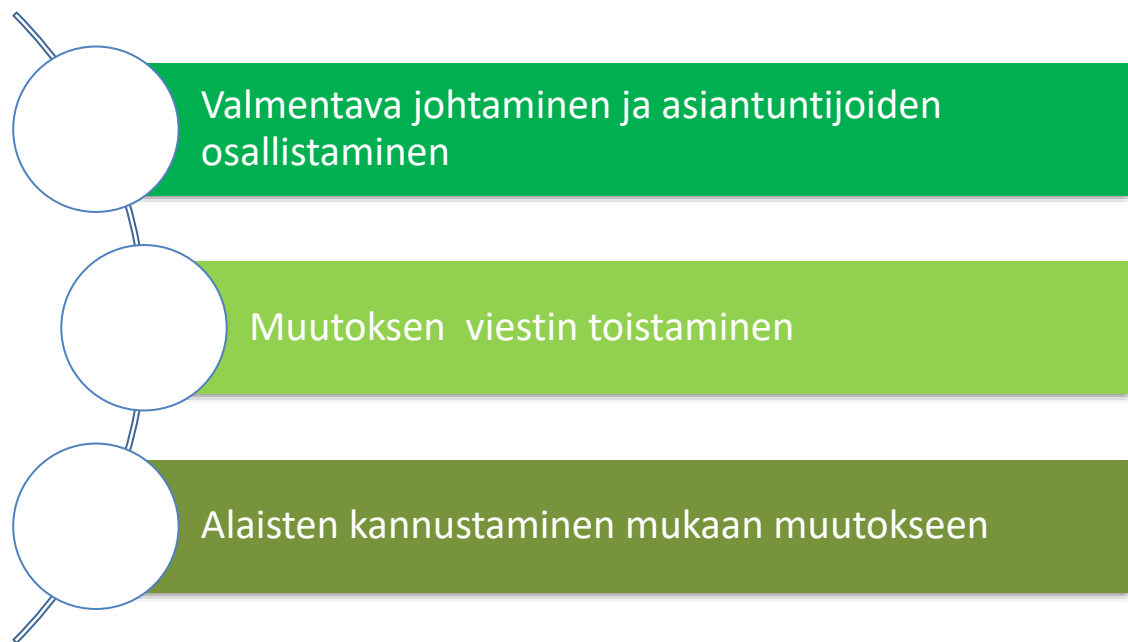 Valmentava johtaminen ja asiantuntijoiden
osallistaminen
Muutoksen  viestin toistaminen
Alaisten kannustaminen mukaan muutokseen